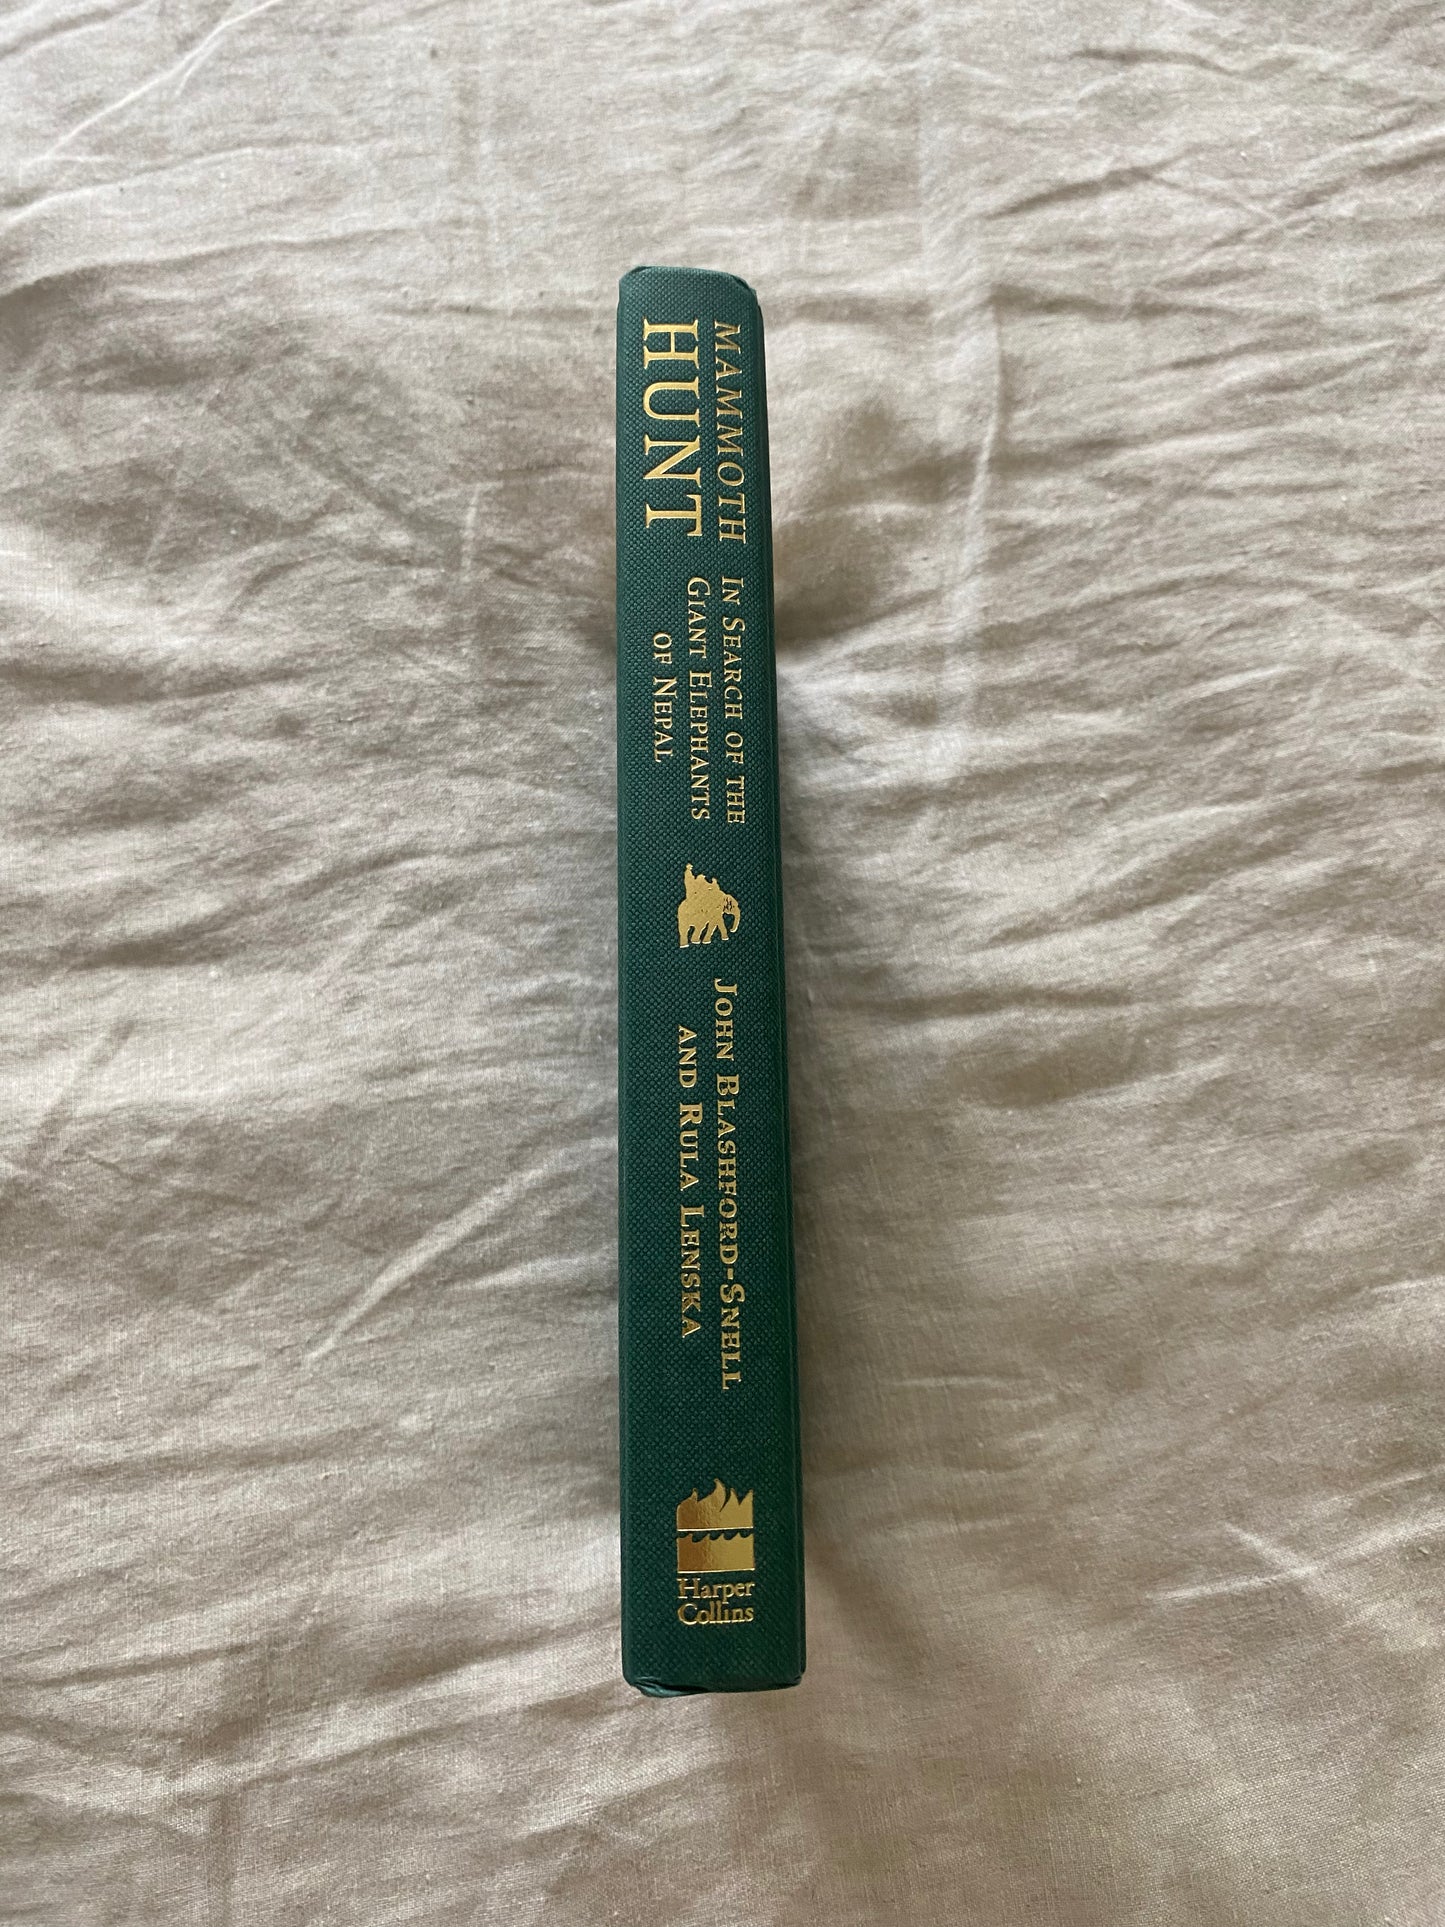 MAMMOTH
HUNT
IN SEARCH OF THE
GIANT ELEPHANTS
OF NEPAL
JOHN BLASHFORD-SNELL
AND RULA LENSKA
Harper
Collins